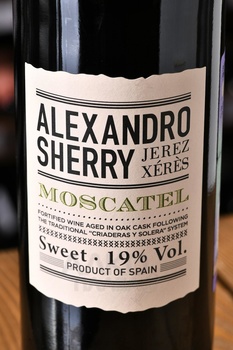 ALEXANDRO
SHERRY JEREZ
XÉRÈS
MOSCATEL
FORTIFIED WINE AGED IN OAK CASK FOLLOWING
THE TRADITIONAL "CRIADERAS Y SOLERA" SYSTEM
Sweet · 19% Vol.
PRODUCT OF SPAIN